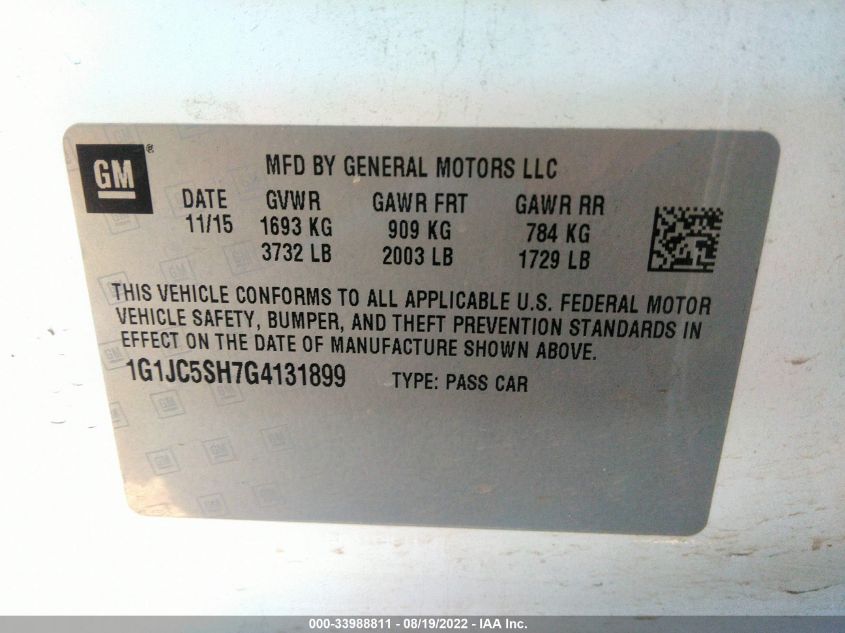 GM ®
MFD BY GENERAL MOTORS LLC
DATE GVWR GAWR FRT GAWR RR
11/15 1693 KG 909 KG 784 KG
3732 LB 2003 LB 1729 LB
THIS VEHICLE CONFORMS TO ALL APPLICABLE U.S. FEDERAL MOTOR
VEHICLE SAFETY, BUMPER, AND THEFT PREVENTION STANDARDS IN
EFFECT ON THE DATE OF MANUFACTURE SHOWN ABOVE.
1G1JC5SH7G4131899 TYPE: PASS CAR
000-33988811 - 08/19/2022 - IAA Inc.